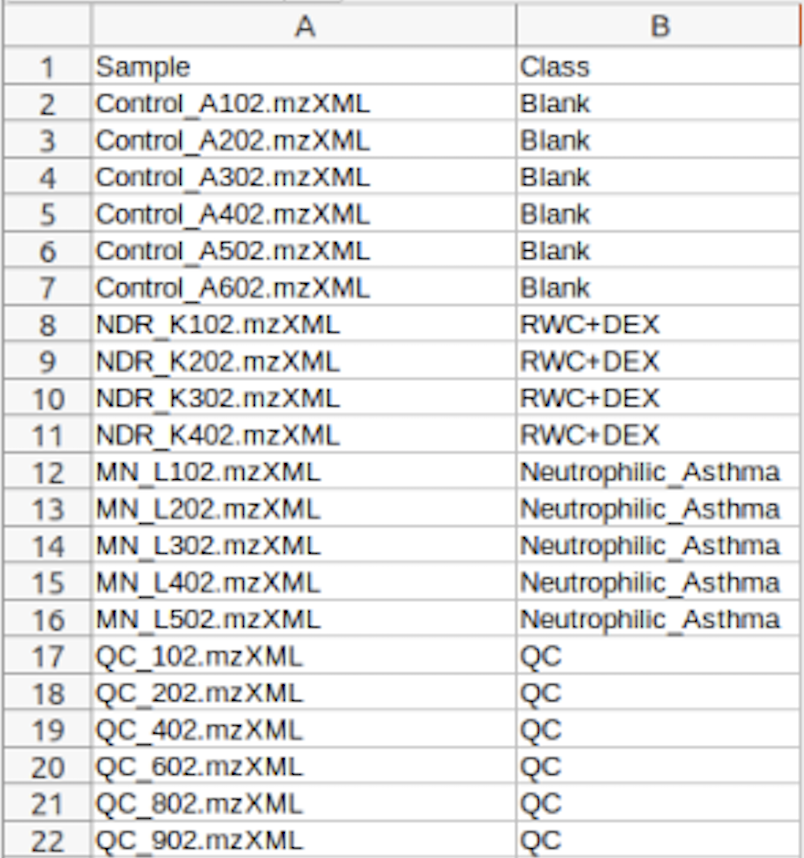 A B
1 Sample Class
2 Control_A102.mzXML Blank
3 Control_A202.mzXML Blank
4 Control_A302.mzXML Blank
5 Control_A402.mzXML Blank
6 Control_A502.mzXML Blank
7 Control_A602.mzXML Blank
8 NDR_K102.mzXML RWC+DEX
9 NDR_K202.mzXML RWC+DEX
10 NDR_K302.mzXML RWC+DEX
11 NDR_K402.mzXML RWC+DEX
12 MN_L102.mzXML Neutrophilic_Asthma
13 MN_L202.mzXML Neutrophilic_Asthma
14 MN_L302.mzXML Neutrophilic_Asthma
15 MN_L402.mzXML Neutrophilic_Asthma
16 MN_L502.mzXML Neutrophilic_Asthma
17 QC_102.mzXML QC
18 QC_202.mzXML QC
19 QC_402.mzXML QC
20 QC_602.mzXML QC
21 QC_802.mzXML QC
22 QC_902.mzXML QC